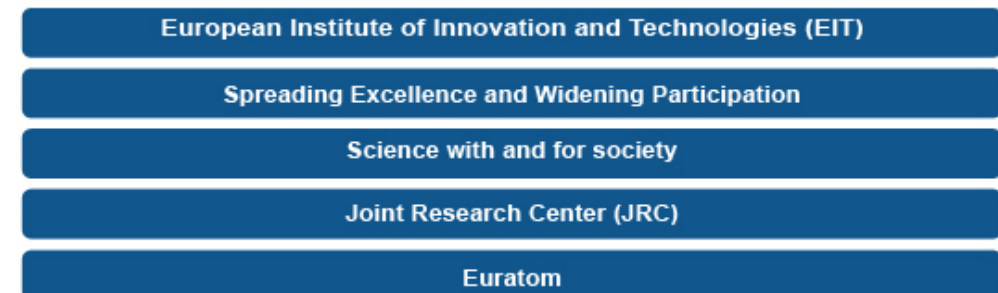 European Institute of Innovation and Technologies (EIT)
Spreading Excellence and Widening Participation
Science with and for society
Joint Research Center (JRC)
Euratom